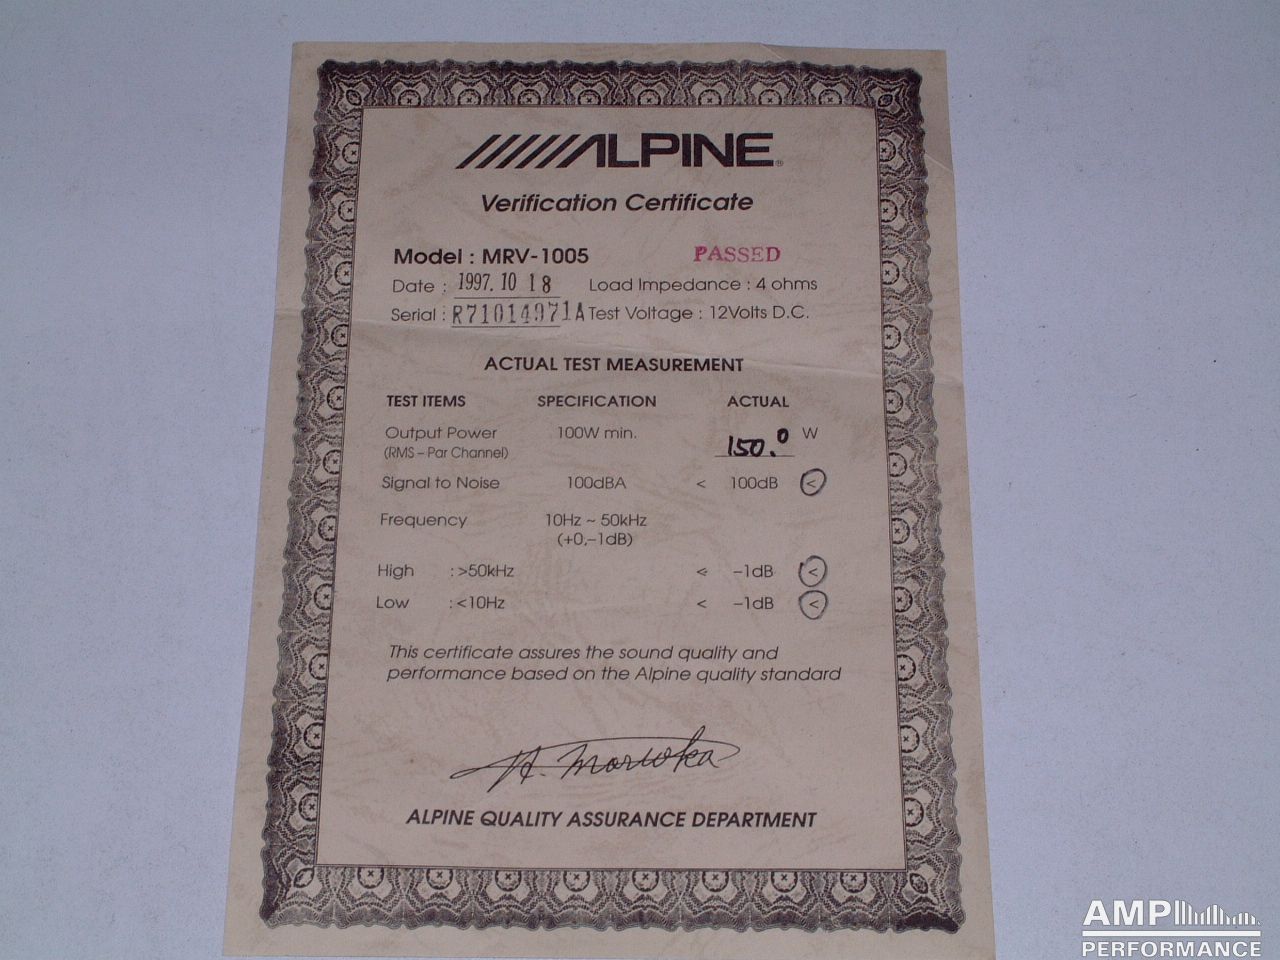 ALPINE®
Verification Certificate
Model : MRV-1005 PASSED
Date : 1997. 10 18 Load Impedance : 4 ohms
Serial : R71014971A Test Voltage : 12Volts D.C.
ACTUAL TEST MEASUREMENT
TEST ITEMS SPECIFICATION ACTUAL
Output Power 100W min. 150.0 W
(RMS – Par Channel)
Signal to Noise 100dBA < 100dB <
Frequency 10Hz ~ 50kHz
(+0,–1dB)
High : >50kHz < –1dB <
Low : <10Hz < –1dB <
This certificate assures the sound quality and
performance based on the Alpine quality standard
H. Morioka
ALPINE QUALITY ASSURANCE DEPARTMENT
AMP
PERFORMANCE